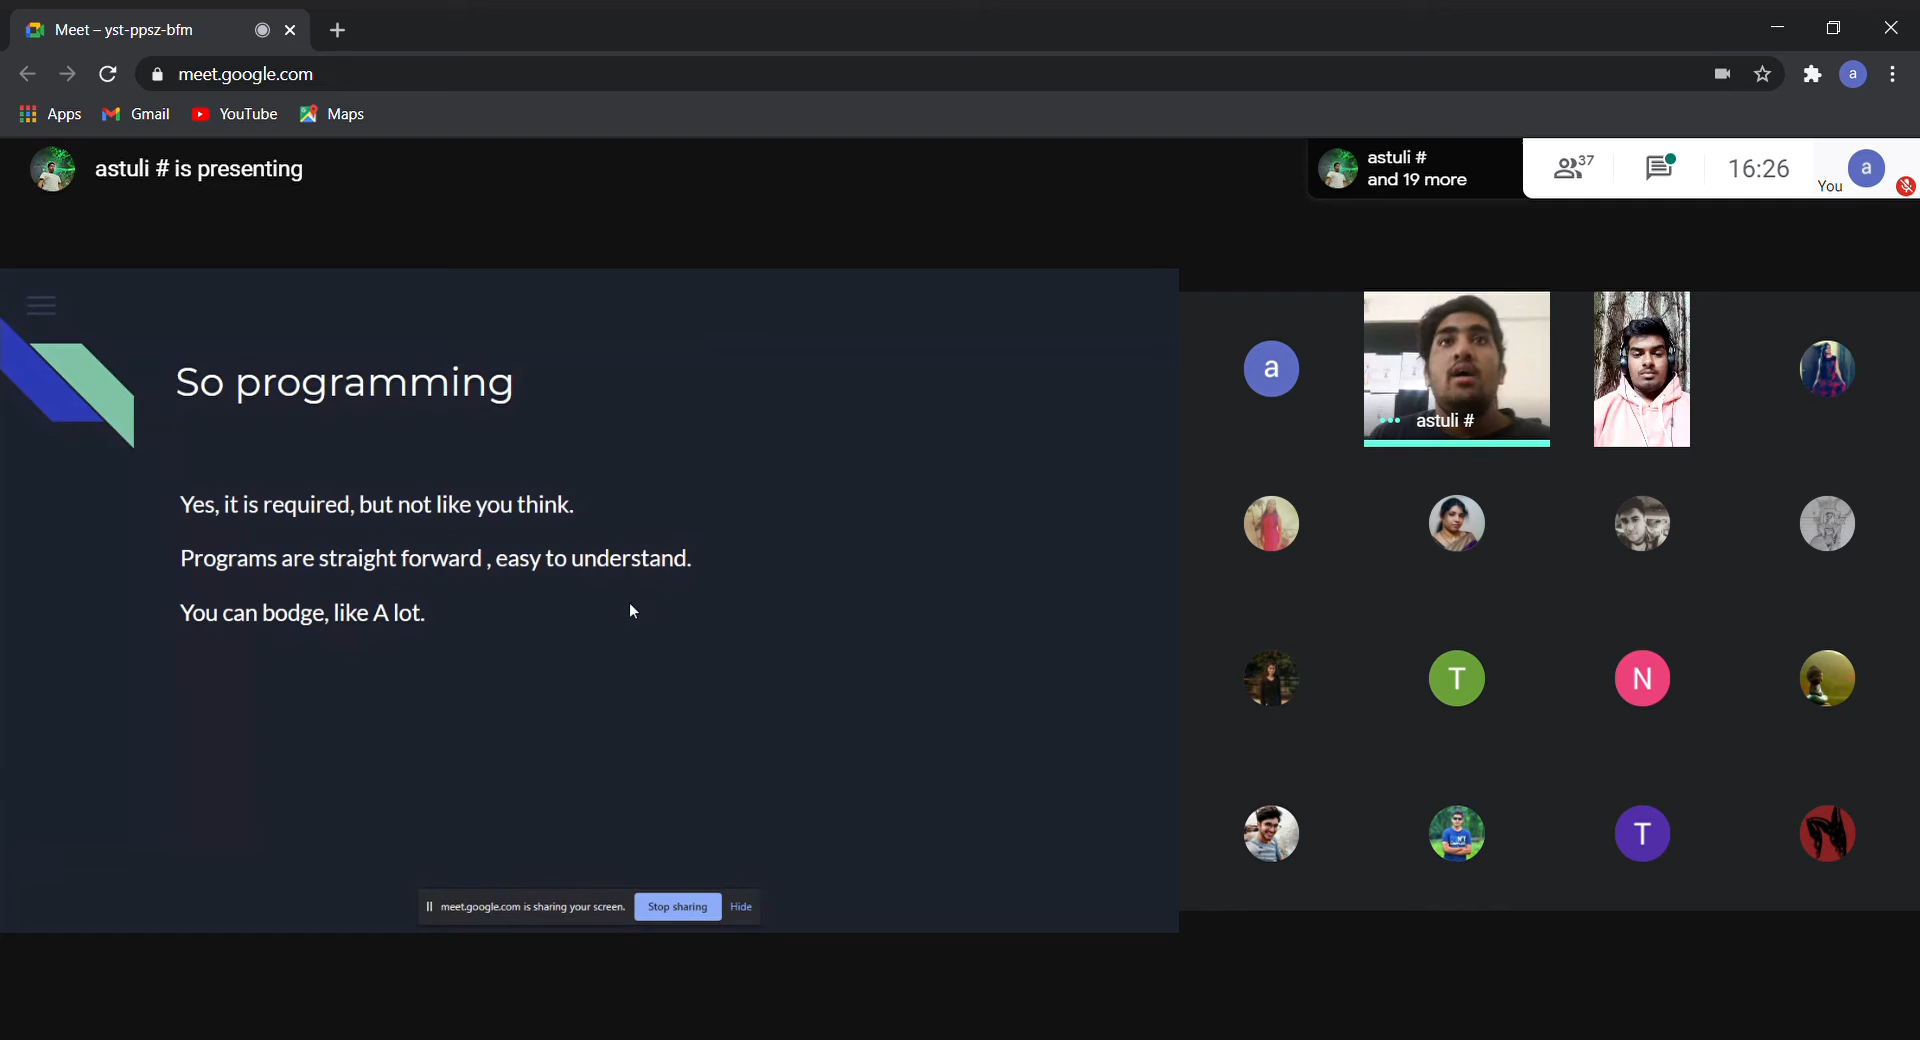 Meet – yst-ppsz-bfm
meet.google.com
a
Apps
Gmail
YouTube
Maps
astuli # is presenting
astuli #
and 19 more
37
16:26
You
a
So programming
Yes, it is required, but not like you think.
Programs are straight forward , easy to understand.
You can bodge, like A lot.
meet.google.com is sharing your screen.
Stop sharing
Hide
a
astuli #
T
N
T